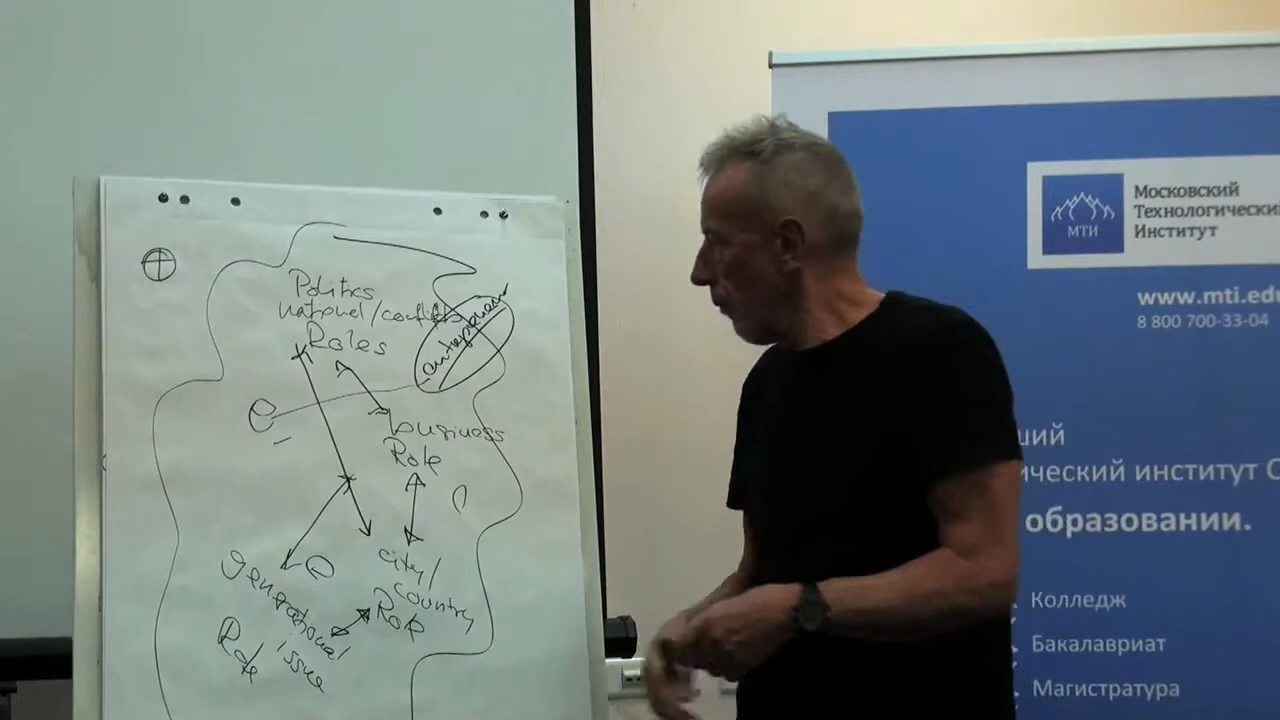 Politics
national/conflicts
Roles
business
Role
city/
country
Role
generational
issue
Role
Московский
Технологический
Институт
МТИ
www.mti.edu
8 800 700-33-04
ший
ический институт С
образовании.
Колледж
Бакалавриат
Магистратура